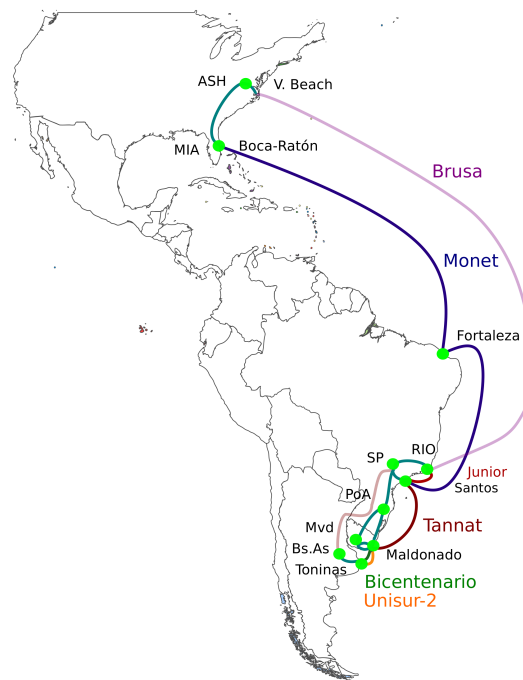 ASH
V. Beach
MIA
Boca-Ratón
Brusa
Monet
Fortaleza
RIO
SP
Junior
Santos
PoA
Mvd
Tannat
Bs.As
Maldonado
Toninas
Bicentenario
Unisur-2